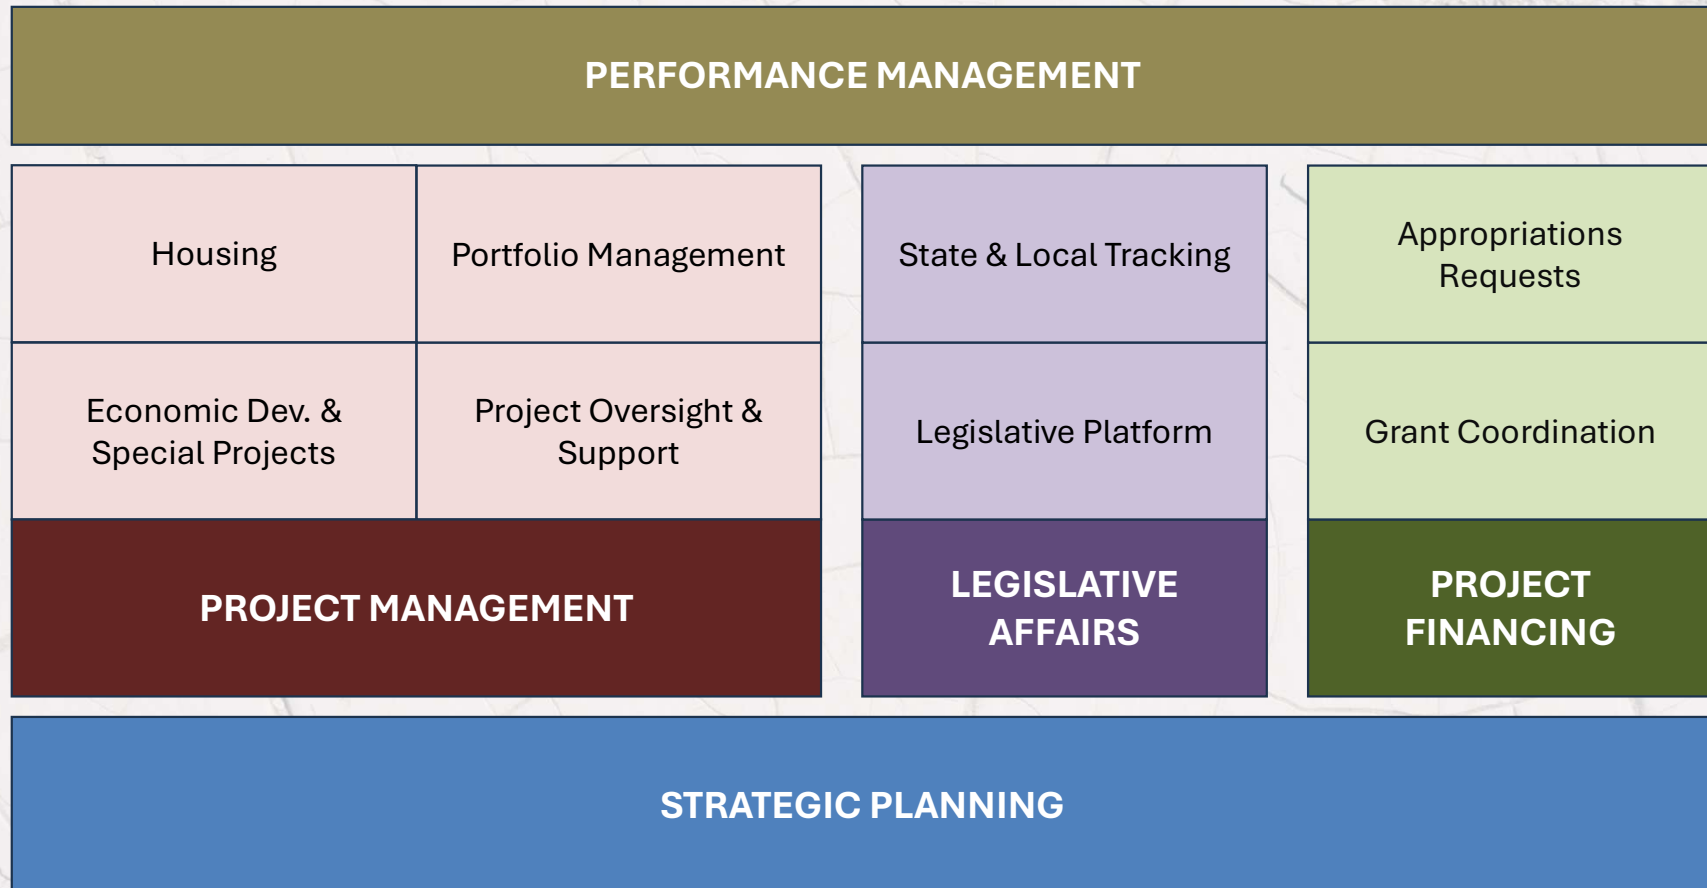 PERFORMANCE MANAGEMENT
Housing
Portfolio Management
State & Local Tracking
Appropriations
Requests
Economic Dev. &
Special Projects
Project Oversight &
Support
Legislative Platform
Grant Coordination
PROJECT MANAGEMENT
LEGISLATIVE
AFFAIRS
PROJECT
FINANCING
STRATEGIC PLANNING